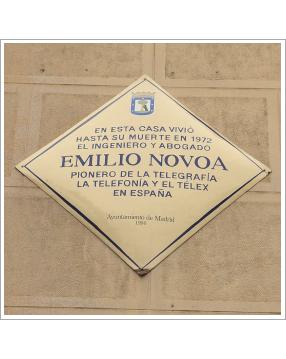 EN ESTA CASA VIVIÓ
HASTA SU MUERTE EN 1972
EL INGENIERO Y ABOGADO
EMILIO NOVOA
PIONERO DE LA TELEGRAFÍA
LA TELEFONÍA Y EL TÉLEX
EN ESPAÑA
Ayuntamiento de Madrid